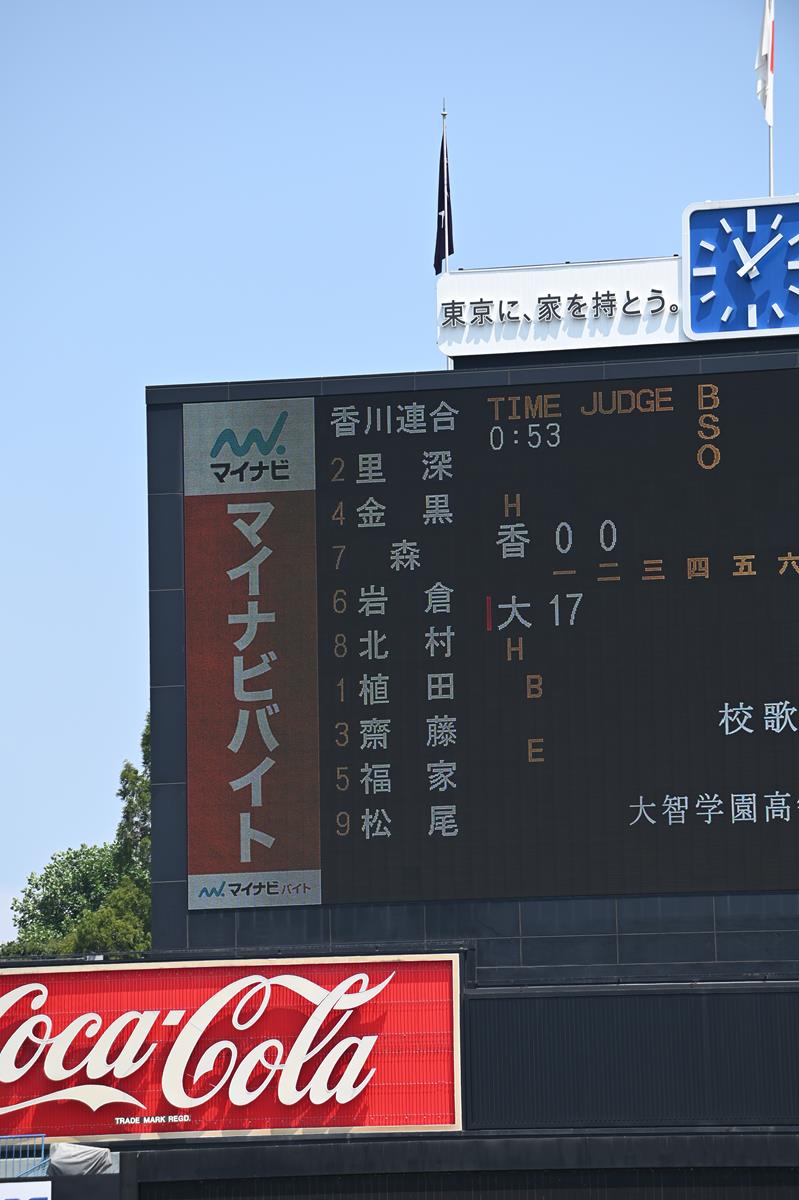 東京に、家を持とう。
マイナビ
マイナビバイト
マイナビバイト
香川連合
2 里 深
4 金 黒
7 森
6 岩 倉
8 北 村
1 植 田
3 齋 藤
5 福 家
9 松 尾
TIME JUDGE
0:53
B
S
O
H
香 0 0
一 二 三 四 五 六
大 17
H
B
E
校歌
大智学園高
Coca-Cola
TRADE MARK REGD.